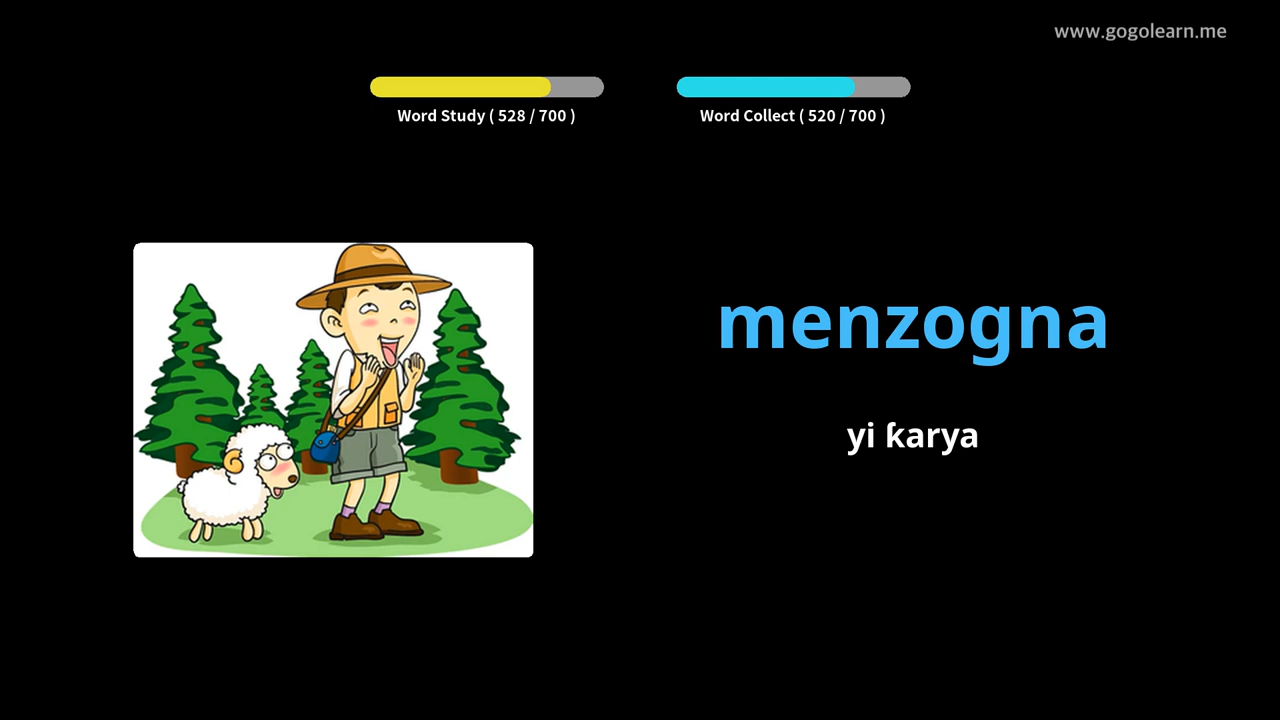 www.gogolearn.me
Word Study ( 528 / 700 )
Word Collect ( 520 / 700 )
menzogna
yi ƙarya